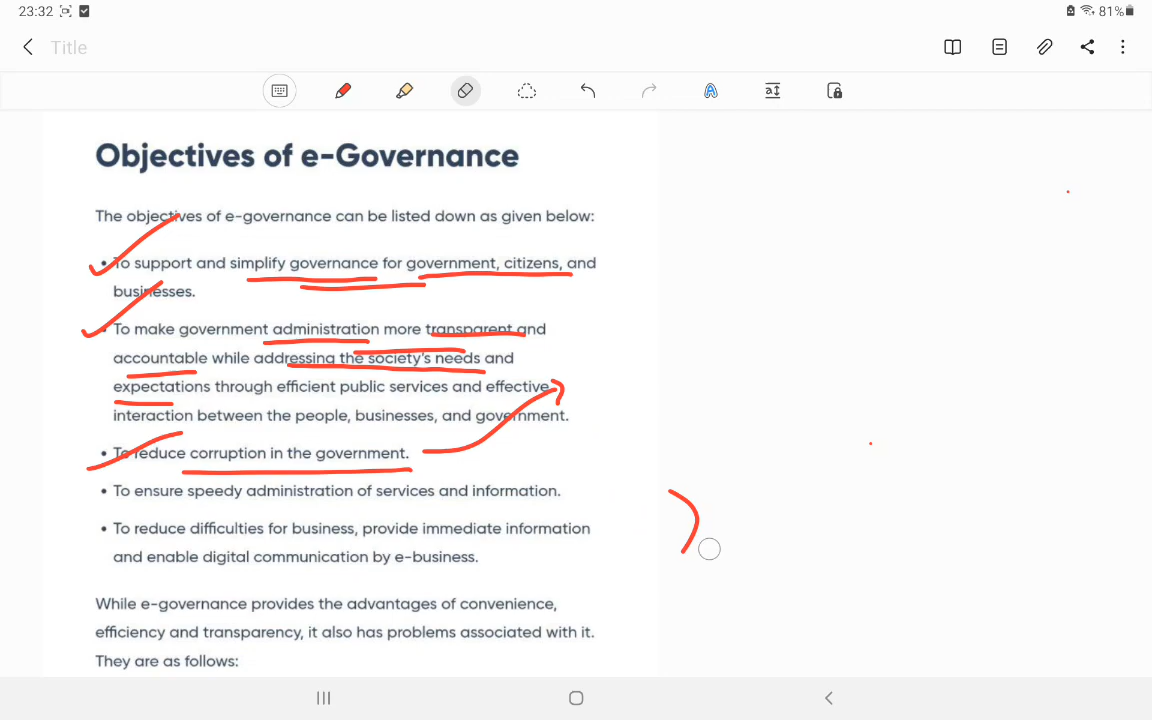 23:32
81%
Title
Objectives of e-Governance
The objectives of e-governance can be listed down as given below:
• To support and simplify governance for government, citizens, and
businesses.
• To make government administration more transparent and
accountable while addressing the society's needs and
expectations through efficient public services and effective
interaction between the people, businesses, and government.
• To reduce corruption in the government.
• To ensure speedy administration of services and information.
• To reduce difficulties for business, provide immediate information
and enable digital communication by e-business.
While e-governance provides the advantages of convenience,
efficiency and transparency, it also has problems associated with it.
They are as follows: